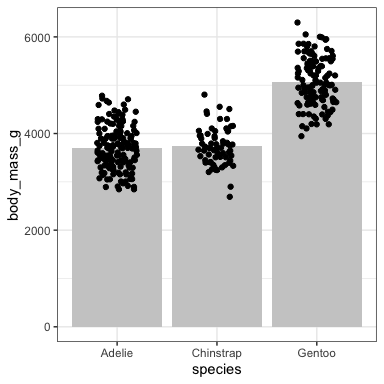 body_mass_g
6000
4000
2000
0
Adelie
Chinstrap
Gentoo
species